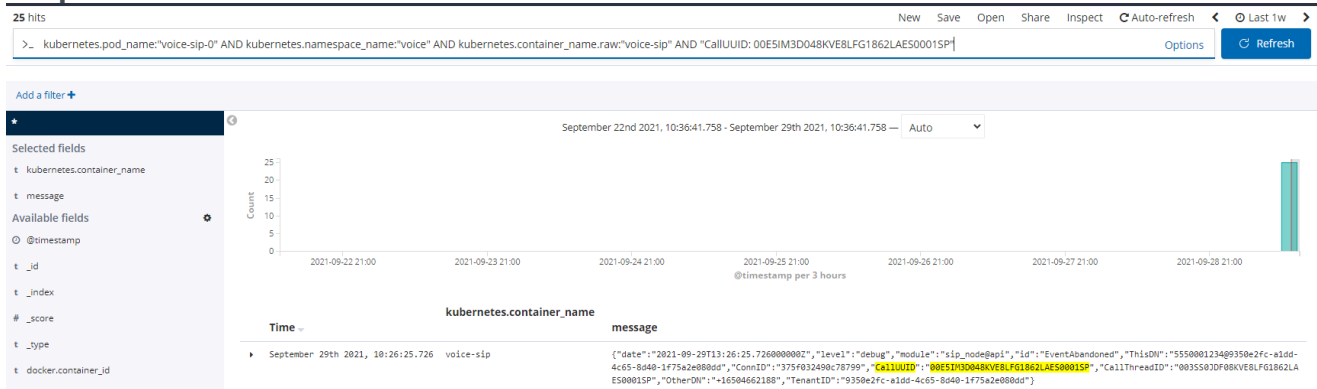 25 hits
New Save Open Share Inspect C Auto-refresh < Last 1w >
>_ kubernetes.pod_name:"voice-sip-0" AND kubernetes.namespace_name:"voice" AND kubernetes.container_name.raw:"voice-sip" AND "CallUUID: 00E5IM3D048KVE8LFG1862LAES0001SP"
Options
Refresh
Add a filter +
September 22nd 2021, 10:36:41.758 - September 29th 2021, 10:36:41.758 — Auto
Selected fields
t kubernetes.container_name
t message
Available fields
@timestamp
t _id
t _index
# _score
t _type
t docker.container_id
Count
25
20
15
10
5
0
2021-09-22 21:00 2021-09-23 21:00 2021-09-24 21:00 2021-09-25 21:00 2021-09-26 21:00 2021-09-27 21:00 2021-09-28 21:00
@timestamp per 3 hours
Time kubernetes.container_name message
September 29th 2021, 10:26:25.726 voice-sip
{"date":"2021-09-29T13:26:25.726000000Z","level":"debug","module":"sip_node@api","id":"EventAbandoned","ThisDN":"5550001234@9350e2fc-a1dd-
4c65-8d40-1f75a2e080dd","ConnID":"375f032490c78799","CallUUID":"00E5IM3D048KVE8LFG1862LAES0001SP","CallThreadID":"003SS0JDF08KVE8LFG1862LA
ES0001SP","OtherDN":"+16504662188","TenantID":"9350e2fc-a1dd-4c65-8d40-1f75a2e080dd"}